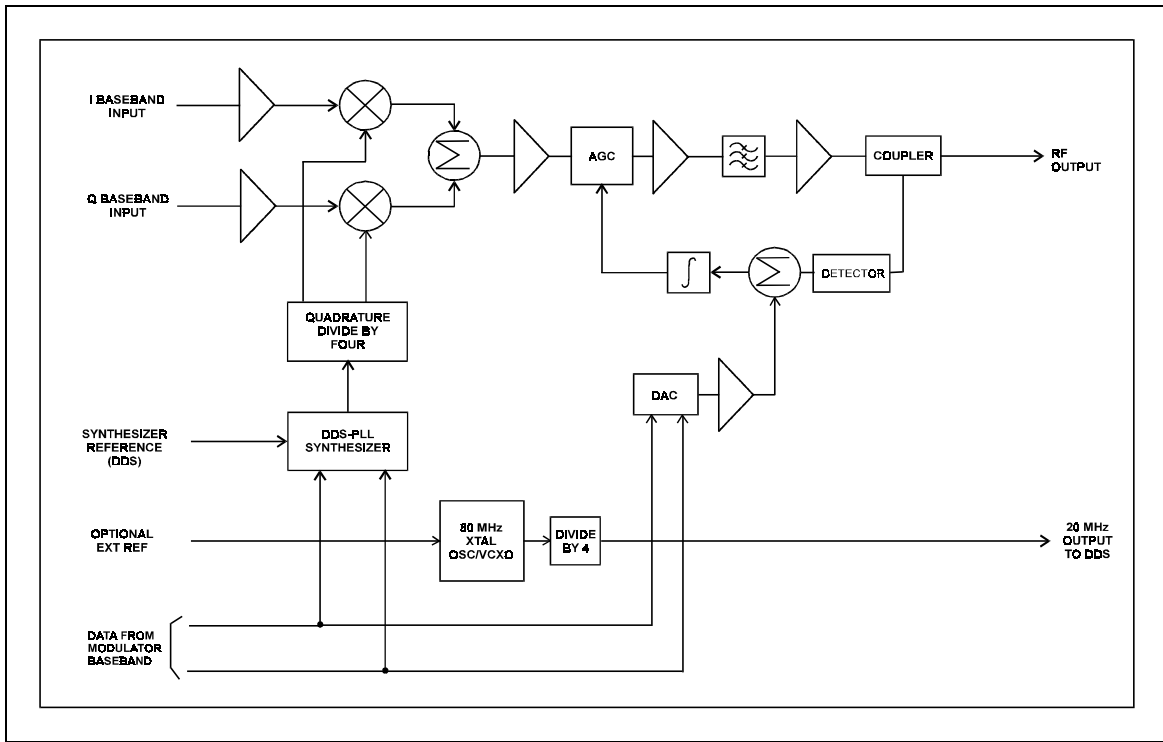 I BASEBAND
INPUT
AGC
COUPLER
RF
OUTPUT
Q BASEBAND
INPUT
DETECTOR
QUADRATURE
DIVIDE BY
FOUR
DAC
SYNTHESIZER
REFERENCE
(DDS)
DDS-PLL
SYNTHESIZER
OPTIONAL
EXT REF
80 MHz
XTAL
OSC/VCXO
DIVIDE
BY 4
20 MHz
OUTPUT
TO DDS
DATA FROM
MODULATOR
BASEBAND